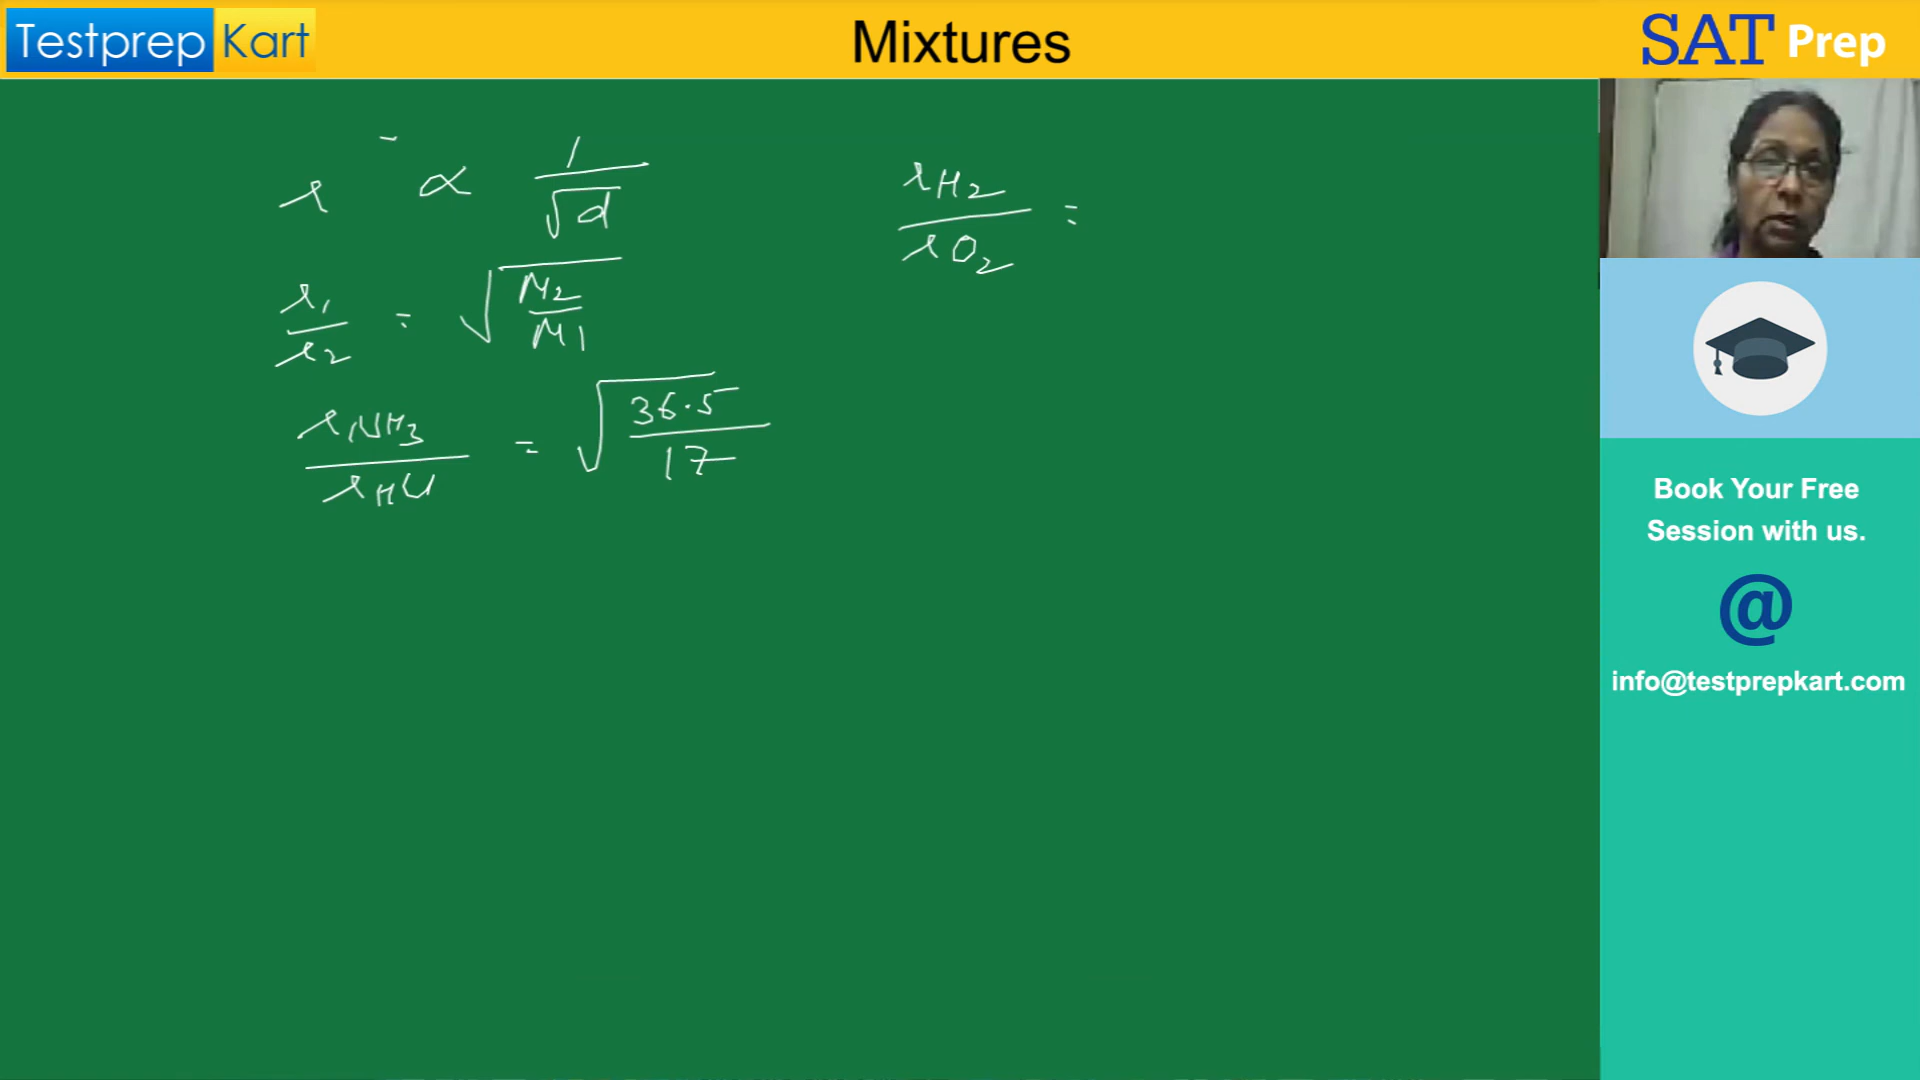 Testprep Kart
Mixtures
SAT Prep
r ∝ 1/√d
r1/r2 = √(M2/M1)
rNH3/rHCl = √(36.5/17)
rH2/rO2 =
Book Your Free
Session with us.
@
info@testprepkart.com